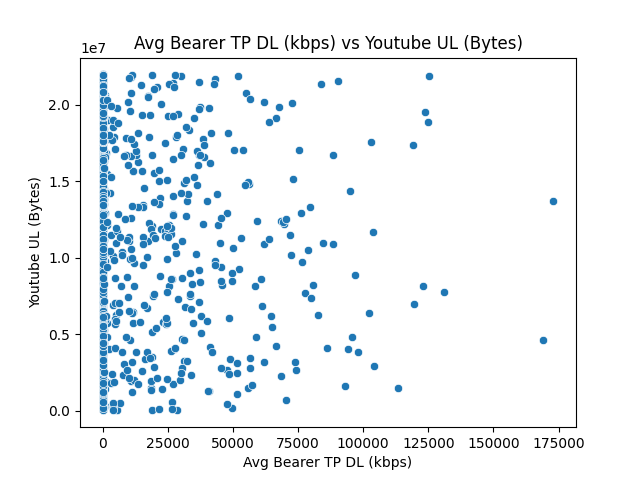 Avg Bearer TP DL (kbps) vs Youtube UL (Bytes)
1e7
2.0
1.5
1.0
0.5
0.0
Youtube UL (Bytes)
0 25000 50000 75000 100000 125000 150000 175000
Avg Bearer TP DL (kbps)